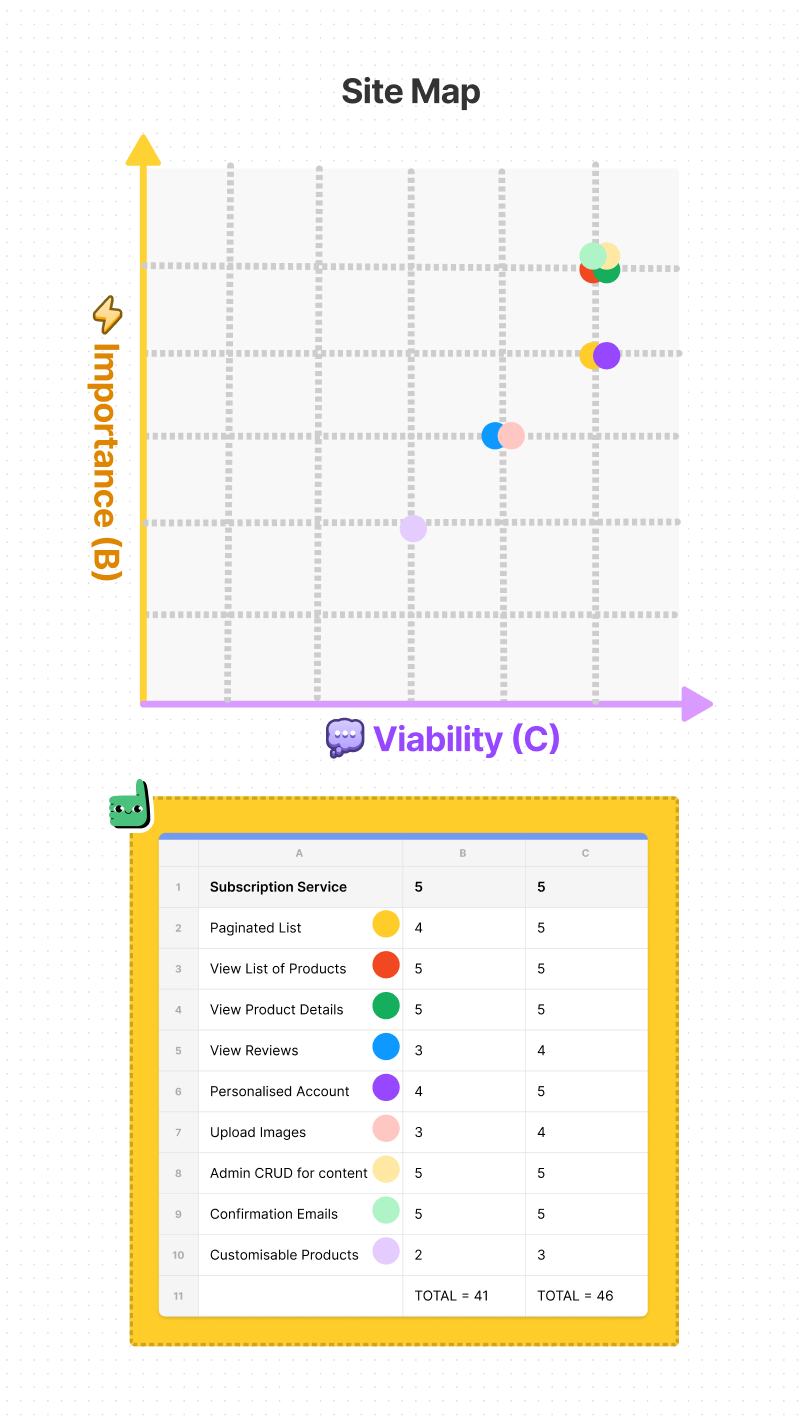 Site Map
Importance (B)
Viability (C)
A B C
1 Subscription Service 5 5
2 Paginated List 4 5
3 View List of Products 5 5
4 View Product Details 5 5
5 View Reviews 3 4
6 Personalised Account 4 5
7 Upload Images 3 4
8 Admin CRUD for content 5 5
9 Confirmation Emails 5 5
10 Customisable Products 2 3
11 TOTAL = 41 TOTAL = 46